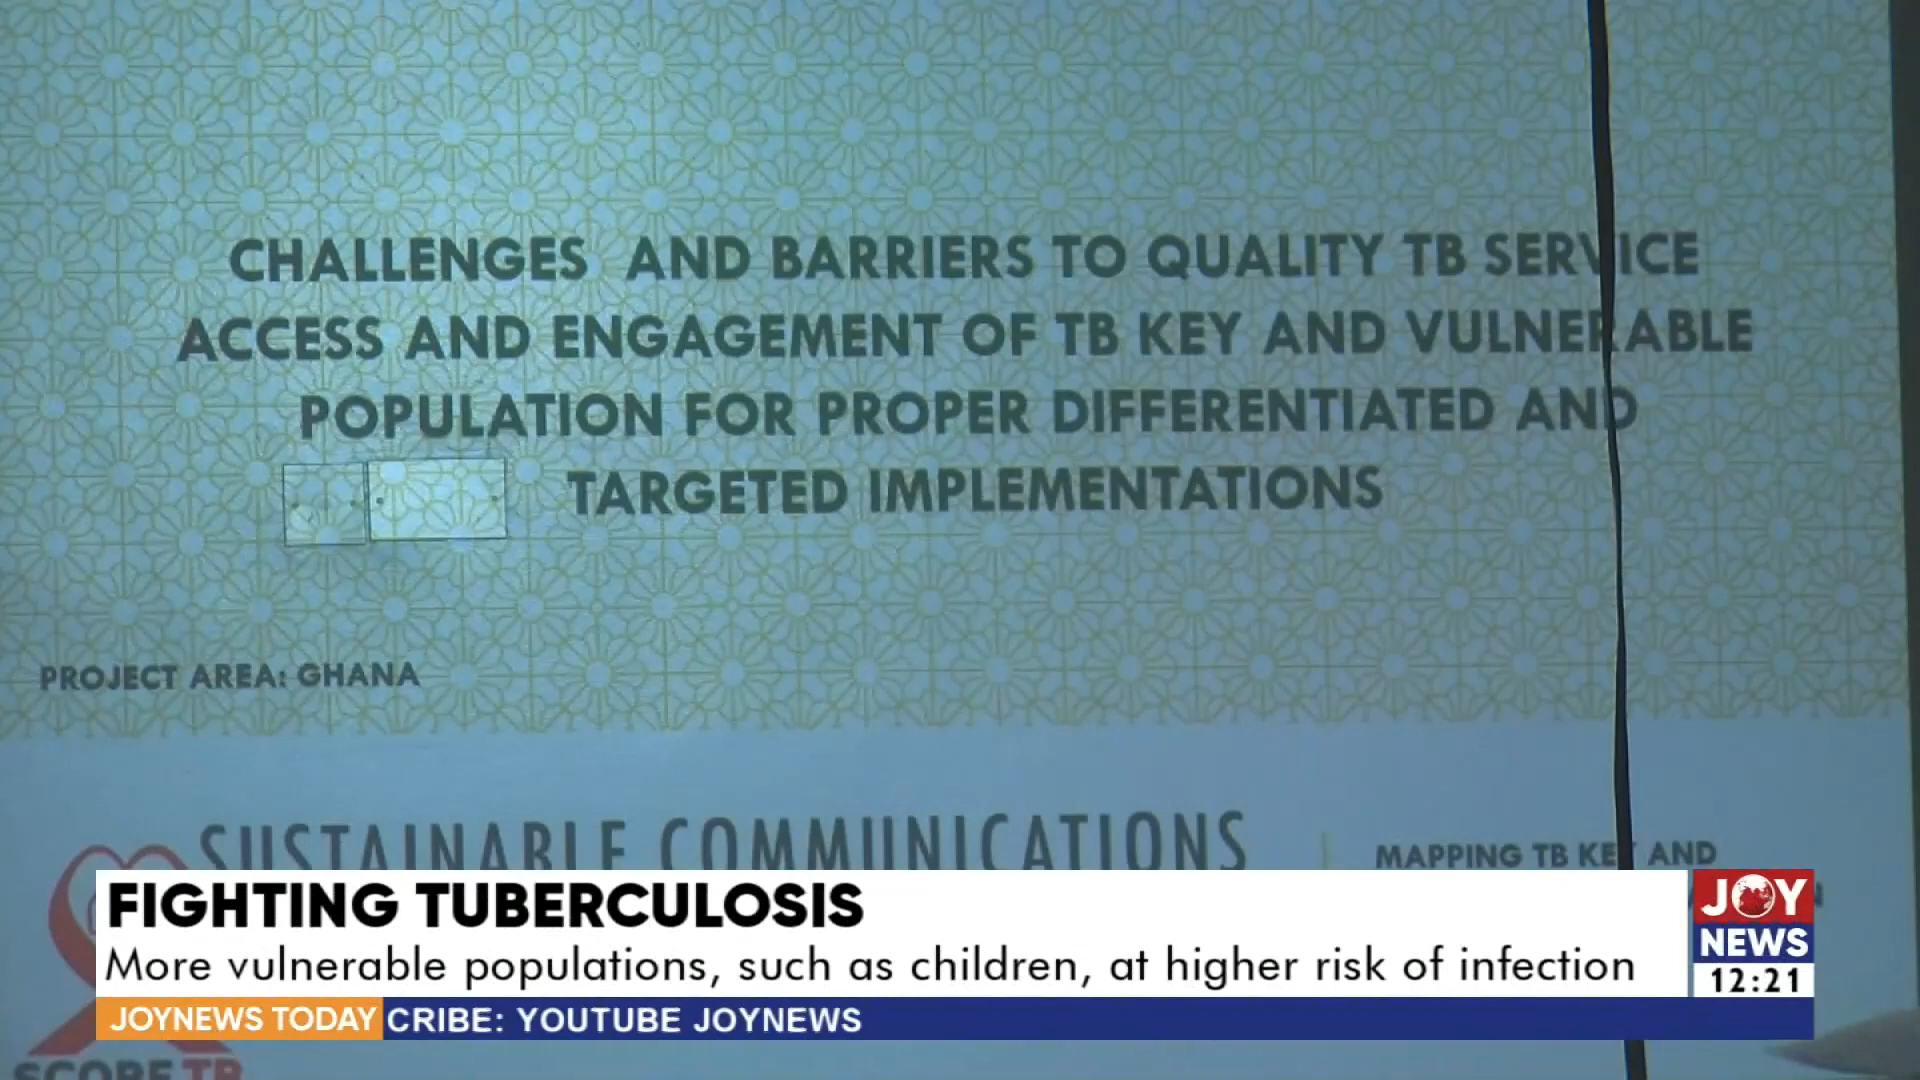 CHALLENGES AND BARRIERS TO QUALITY TB SERVICE
ACCESS AND ENGAGEMENT OF TB KEY AND VULNERABLE
POPULATION FOR PROPER DIFFERENTIATED AND
TARGETED IMPLEMENTATIONS
PROJECT AREA: GHANA
SUSTAINABLE COMMUNICATIONS
MAPPING TB KEY AND
FIGHTING TUBERCULOSIS
More vulnerable populations, such as children, at higher risk of infection
JOY
NEWS
12:21
JOYNEWS TODAY
CRIBE: YOUTUBE JOYNEWS
SCORE TB